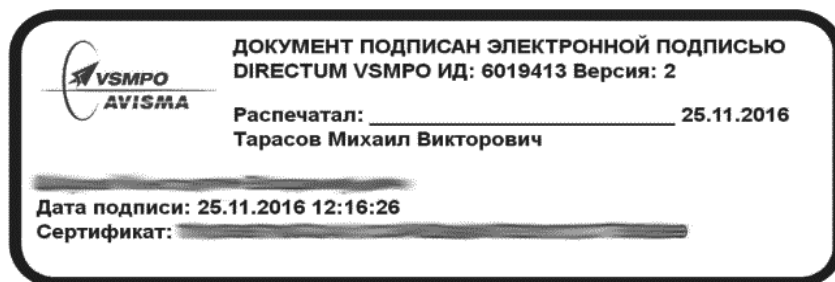 VSMPO
AVISMA
ДОКУМЕНТ ПОДПИСАН ЭЛЕКТРОННОЙ ПОДПИСЬЮ
DIRECTUM VSMPO ИД: 6019413 Версия: 2
Распечатал: ________________________ 25.11.2016
Тарасов Михаил Викторович
Дата подписи: 25.11.2016 12:16:26
Сертификат: